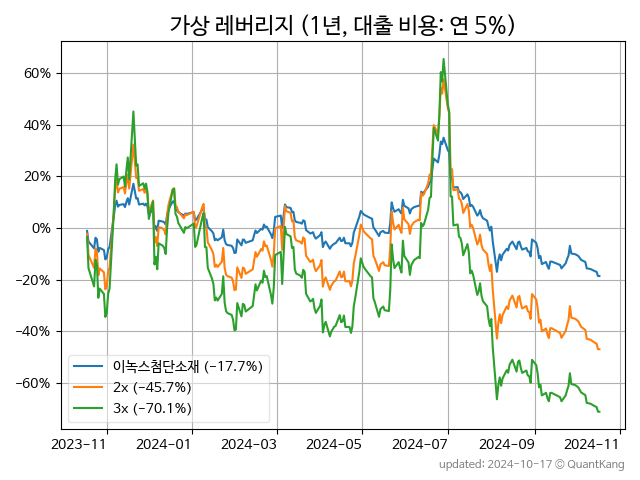 가상 레버리지 (1년, 대출 비용: 연 5%)
60%
40%
20%
0%
−20%
−40%
−60%
이녹스첨단소재 (−17.7%)
2x (−45.7%)
3x (−70.1%)
2023-11
2024-01
2024-03
2024-05
2024-07
2024-09
2024-11
updated: 2024-10-17 © QuantKang